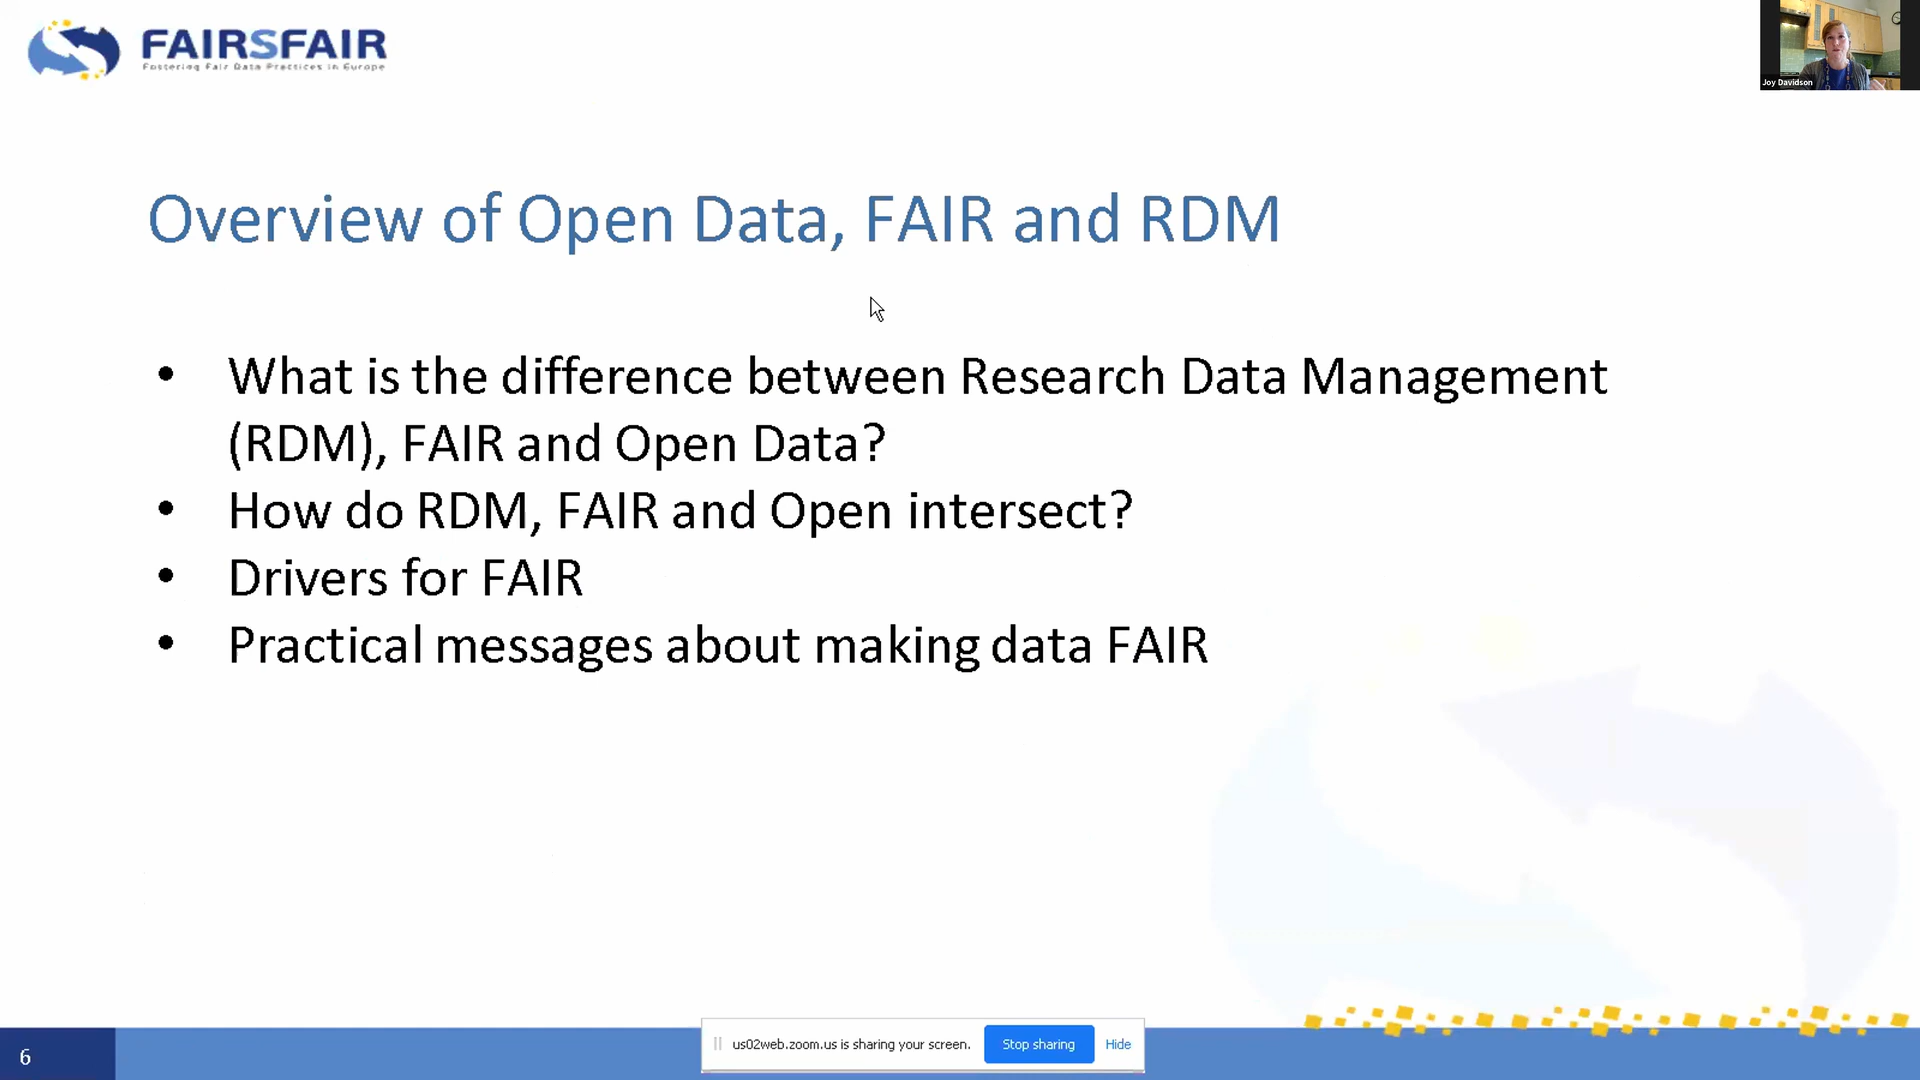 FAIRSFAIR
Fostering Fair Data Practices in Europe
Joy Davidson
Overview of Open Data, FAIR and RDM
• What is the difference between Research Data Management
(RDM), FAIR and Open Data?
• How do RDM, FAIR and Open intersect?
• Drivers for FAIR
• Practical messages about making data FAIR
6
us02web.zoom.us is sharing your screen.
Stop sharing
Hide